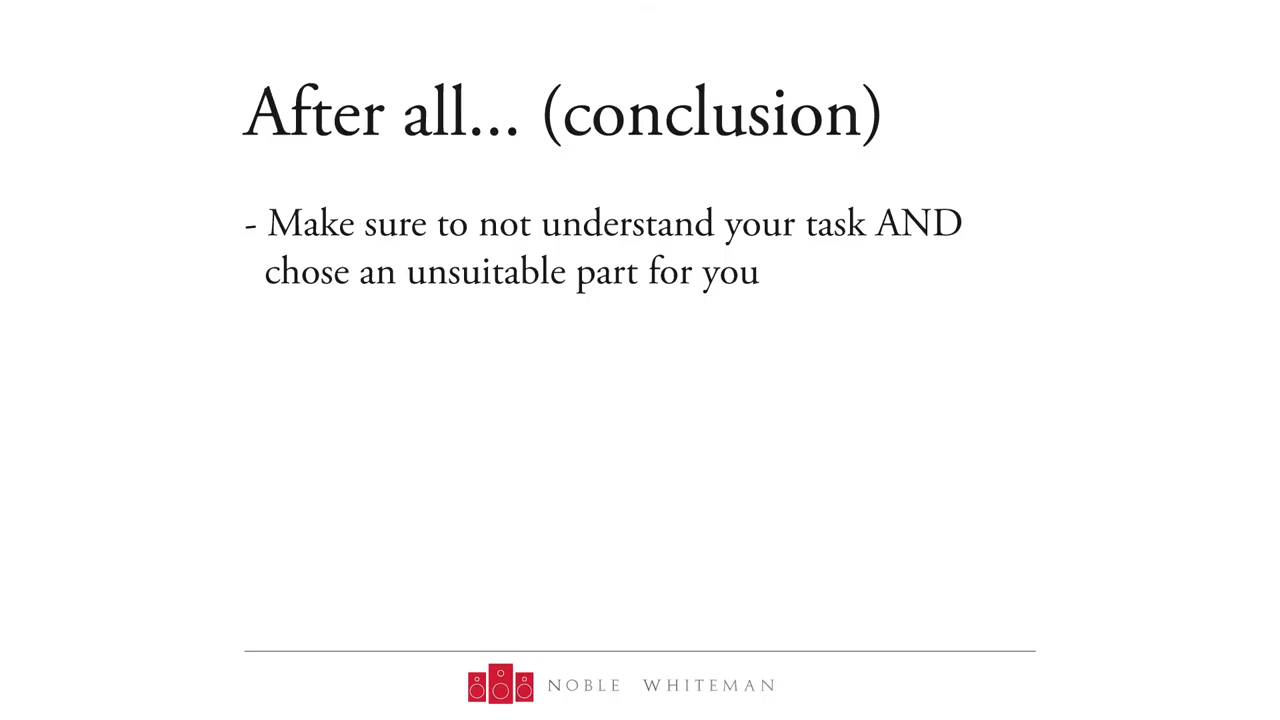 After all... (conclusion)
- Make sure to not understand your task AND
chose an unsuitable part for you
NOBLE WHITEMAN